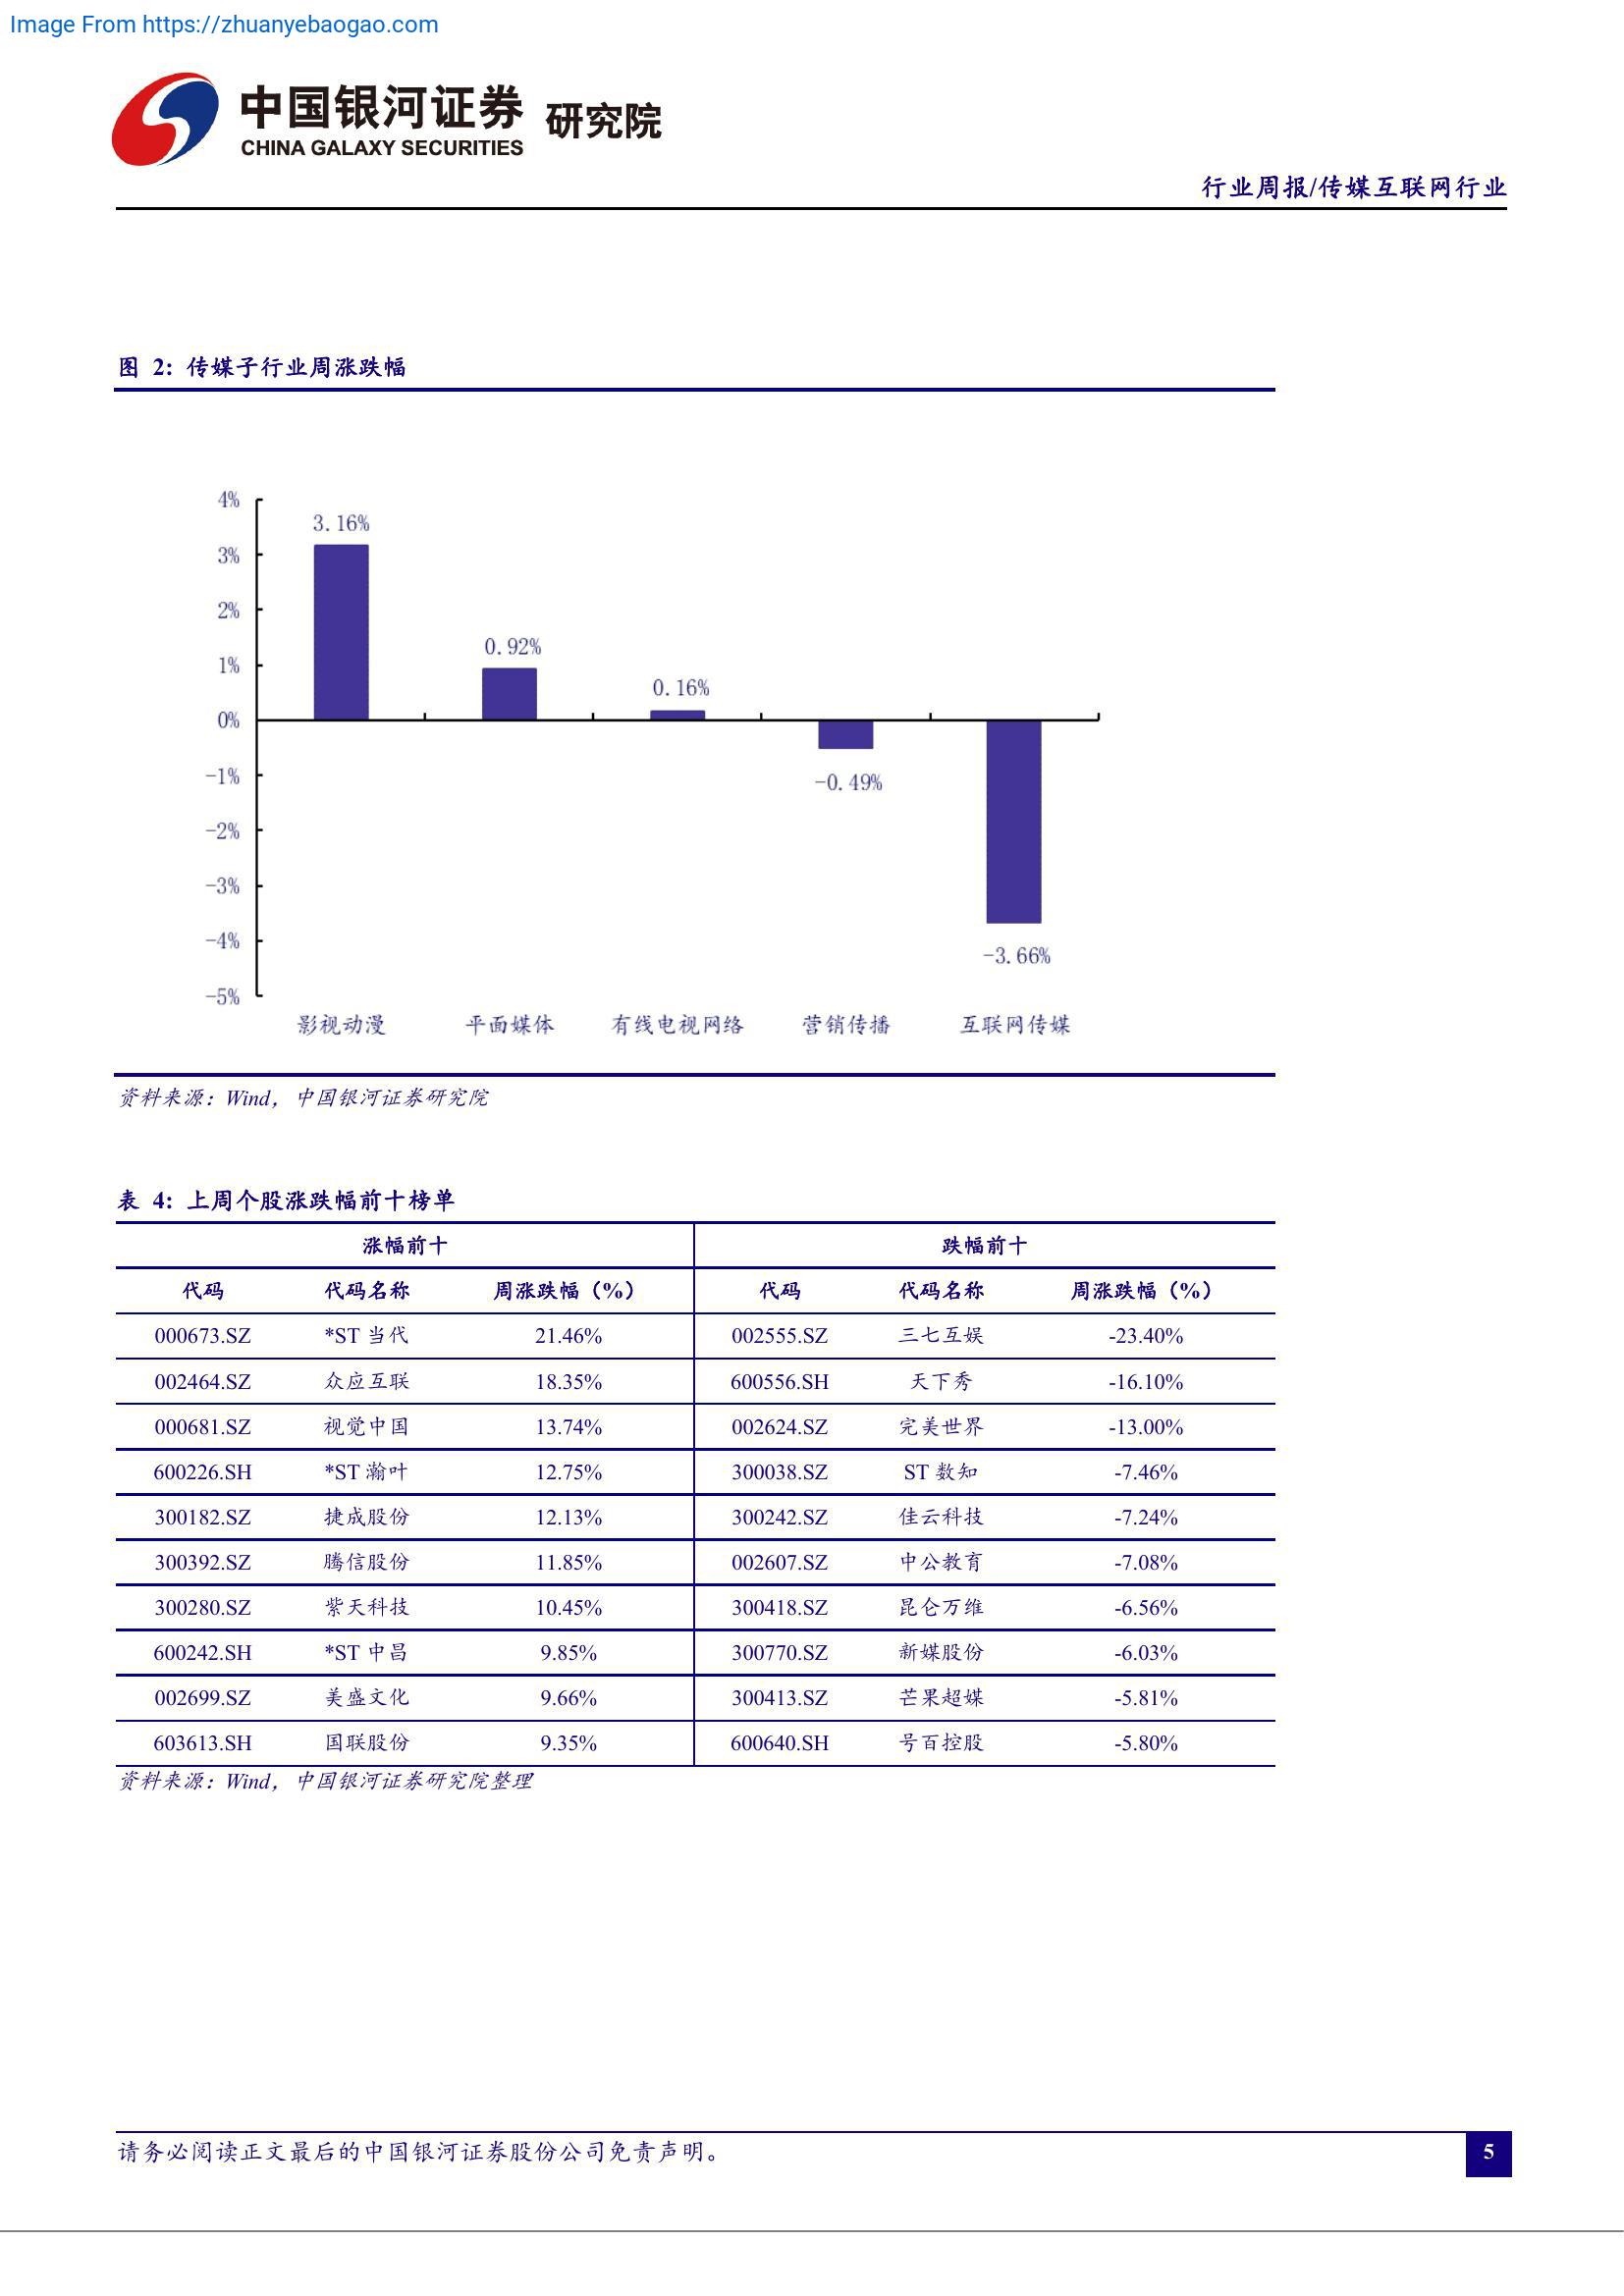 Image From https://zhuanyebaogao.com
中国银河证券 研究院
CHINA GALAXY SECURITIES
行业周报/传媒互联网行业
图 2: 传媒子行业周涨跌幅
4%
3.16%
3%
2%
0.92%
1%
0.16%
0%
-1%
-0.49%
-2%
-3%
-4%
-3.66%
-5%
影视动漫 平面媒体 有线电视网络 营销传播 互联网传媒
资料来源：Wind，中国银河证券研究院
表 4: 上周个股涨跌幅前十榜单
涨幅前十 跌幅前十
代码 代码名称 周涨跌幅（%） 代码 代码名称 周涨跌幅（%）
000673.SZ *ST 当代 21.46% 002555.SZ 三七互娱 -23.40%
002464.SZ 众应互联 18.35% 600556.SH 天下秀 -16.10%
000681.SZ 视觉中国 13.74% 002624.SZ 完美世界 -13.00%
600226.SH *ST 瀚叶 12.75% 300038.SZ ST 数知 -7.46%
300182.SZ 捷成股份 12.13% 300242.SZ 佳云科技 -7.24%
300392.SZ 腾信股份 11.85% 002607.SZ 中公教育 -7.08%
300280.SZ 紫天科技 10.45% 300418.SZ 昆仑万维 -6.56%
600242.SH *ST 中昌 9.85% 300770.SZ 新媒股份 -6.03%
002699.SZ 美盛文化 9.66% 300413.SZ 芒果超媒 -5.81%
603613.SH 国联股份 9.35% 600640.SH 号百控股 -5.80%
资料来源：Wind，中国银河证券研究院整理
请务必阅读正文最后的中国银河证券股份公司免责声明。
5